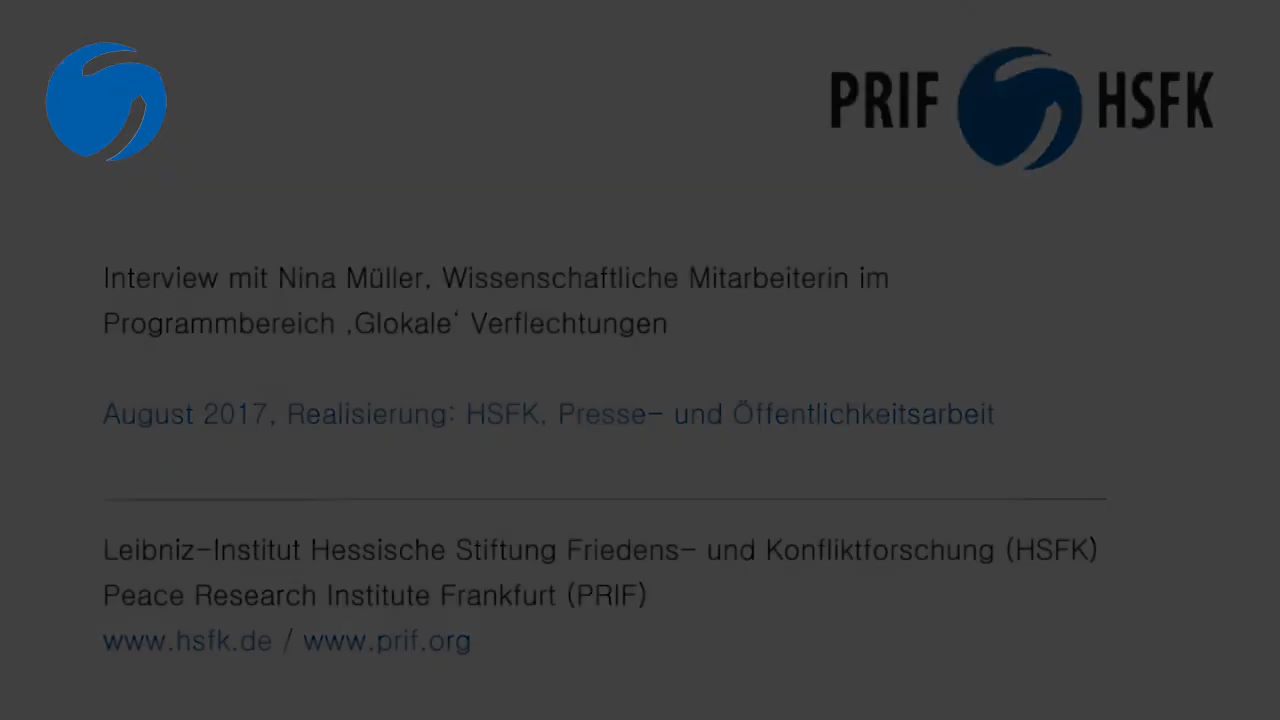 PRIF HSFK
Interview mit Nina Müller, Wissenschaftliche Mitarbeiterin im
Programmbereich ‚Glokale‘ Verflechtungen
August 2017, Realisierung: HSFK, Presse- und Öffentlichkeitsarbeit
Leibniz-Institut Hessische Stiftung Friedens- und Konfliktforschung (HSFK)
Peace Research Institute Frankfurt (PRIF)
www.hsfk.de / www.prif.org